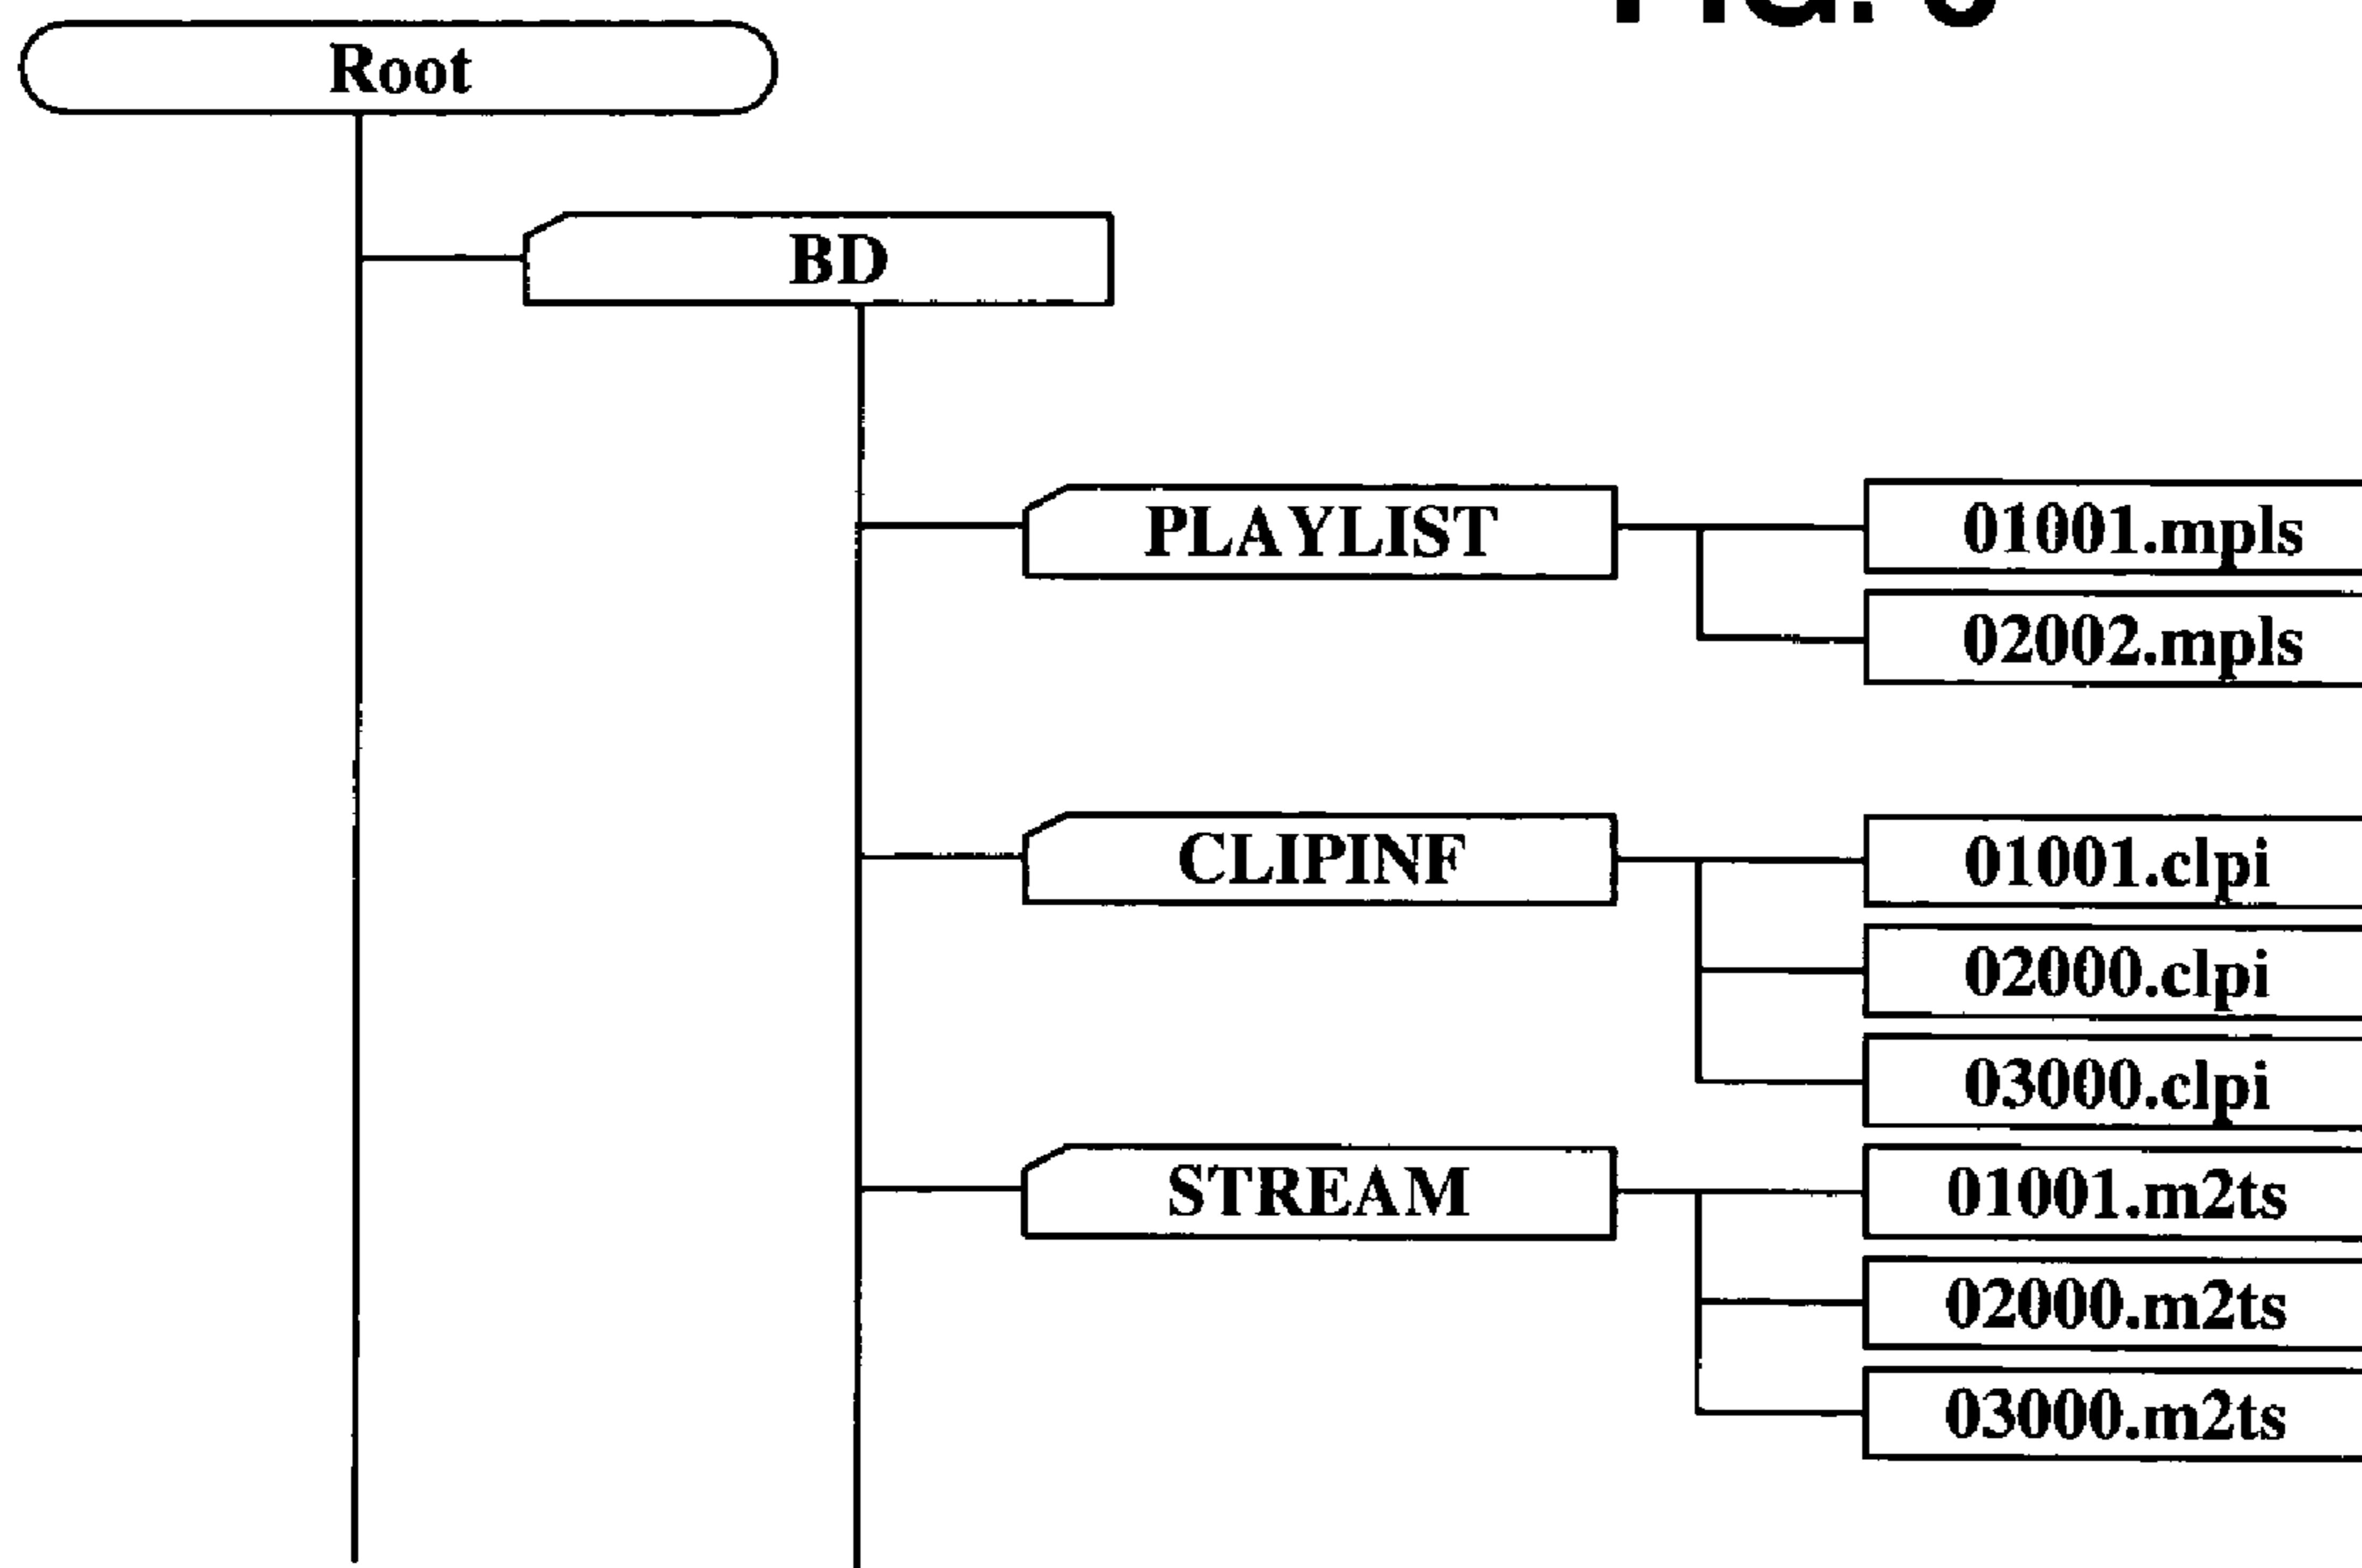 Root
BD
PLAYLIST
01001.mpls
02002.mpls
CLIPINF
01001.clpi
02000.clpi
03000.clpi
STREAM
01001.m2ts
02000.m2ts
03000.m2ts